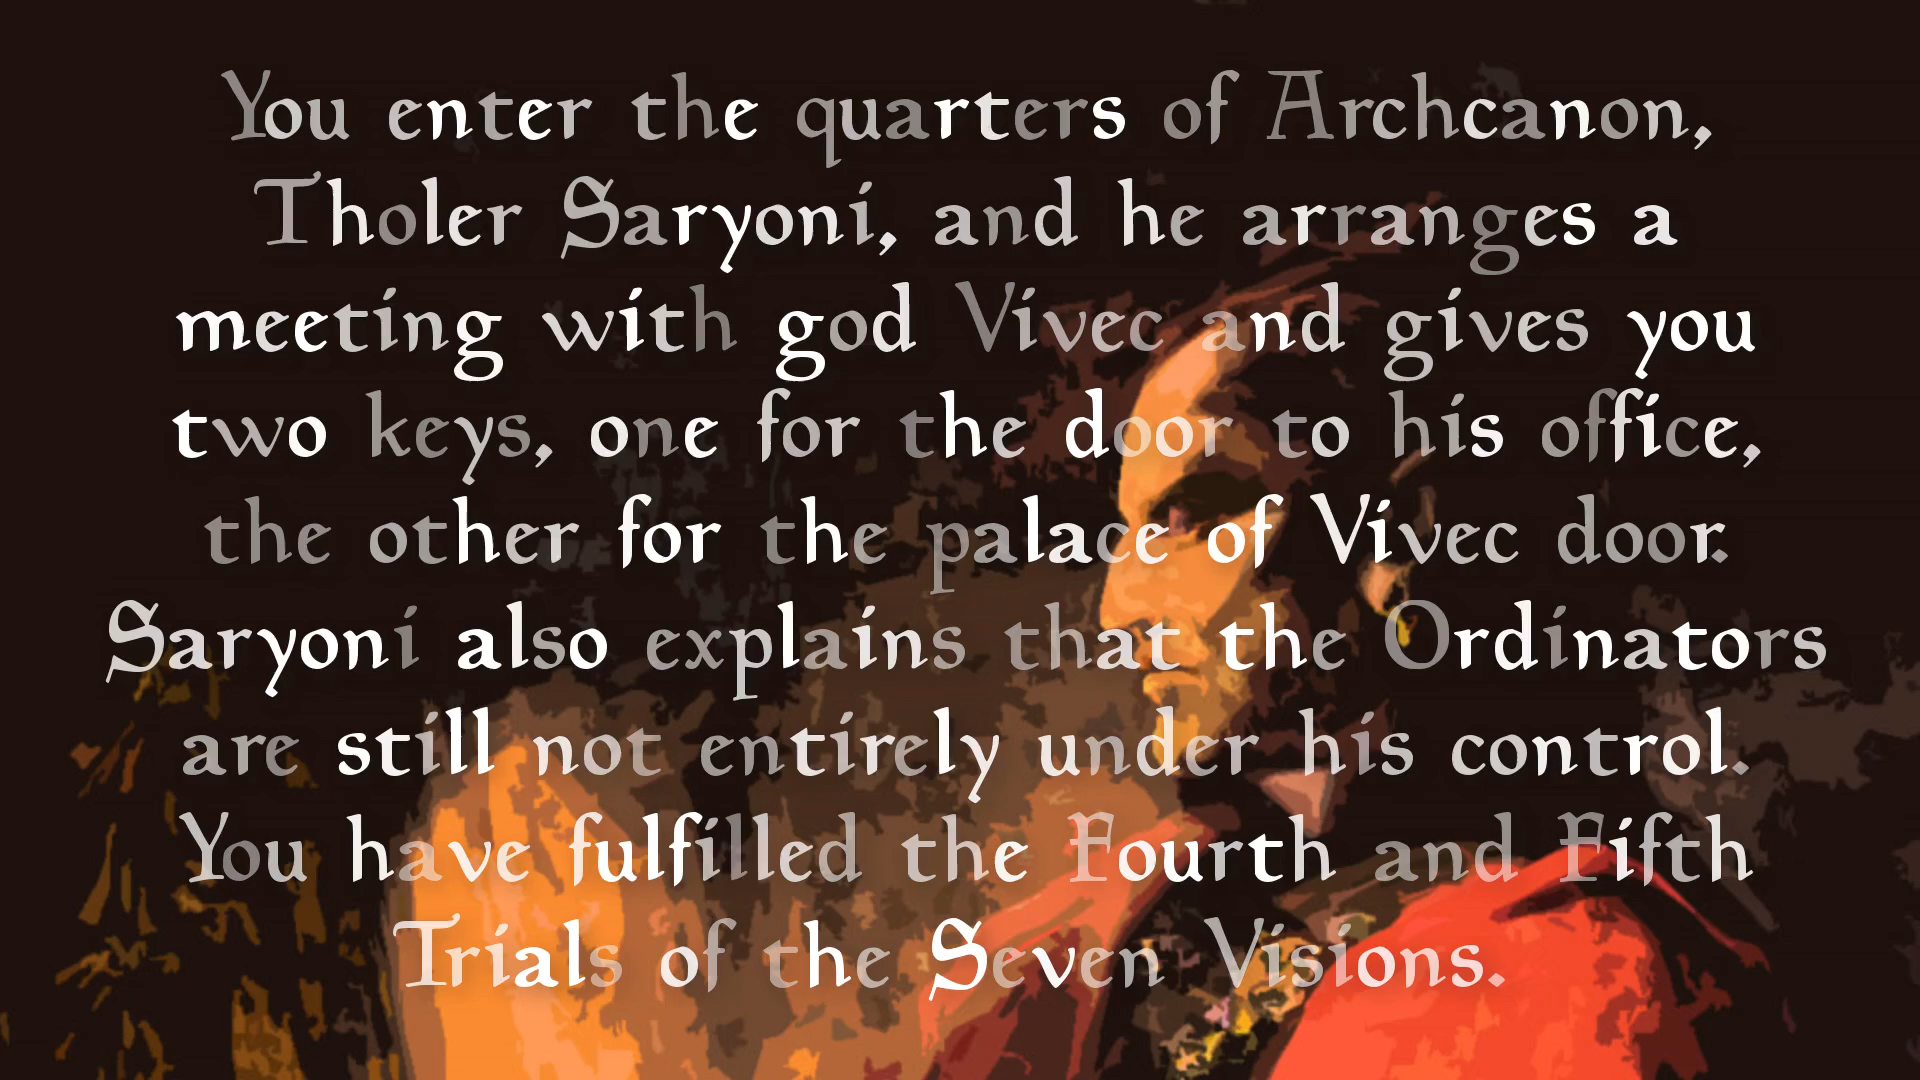 You enter the quarters of Archcanon,
Tholer Saryoni, and he arranges a
meeting with god Vivec and gives you
two keys, one for the door to his office,
the other for the palace of Vivec door.
Saryoni also explains that the Ordinators
are still not entirely under his control.
You have fulfilled the Fourth and Fifth
Trials of the Seven Visions.